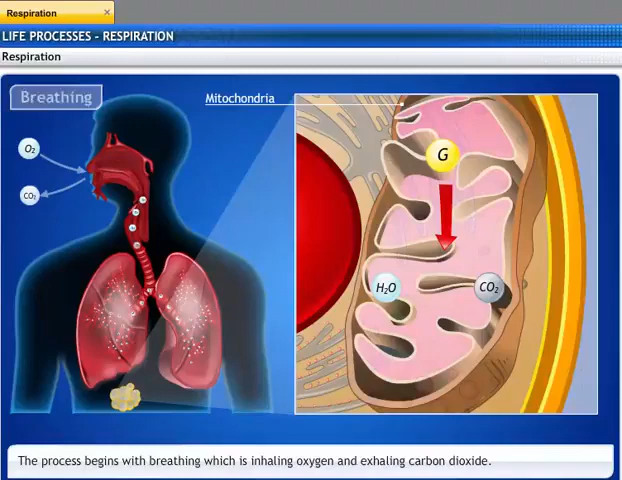 Respiration
LIFE PROCESSES - RESPIRATION
Respiration
Breathing
Mitochondria
O₂
CO₂
G
H₂O
CO₂
The process begins with breathing which is inhaling oxygen and exhaling carbon dioxide.